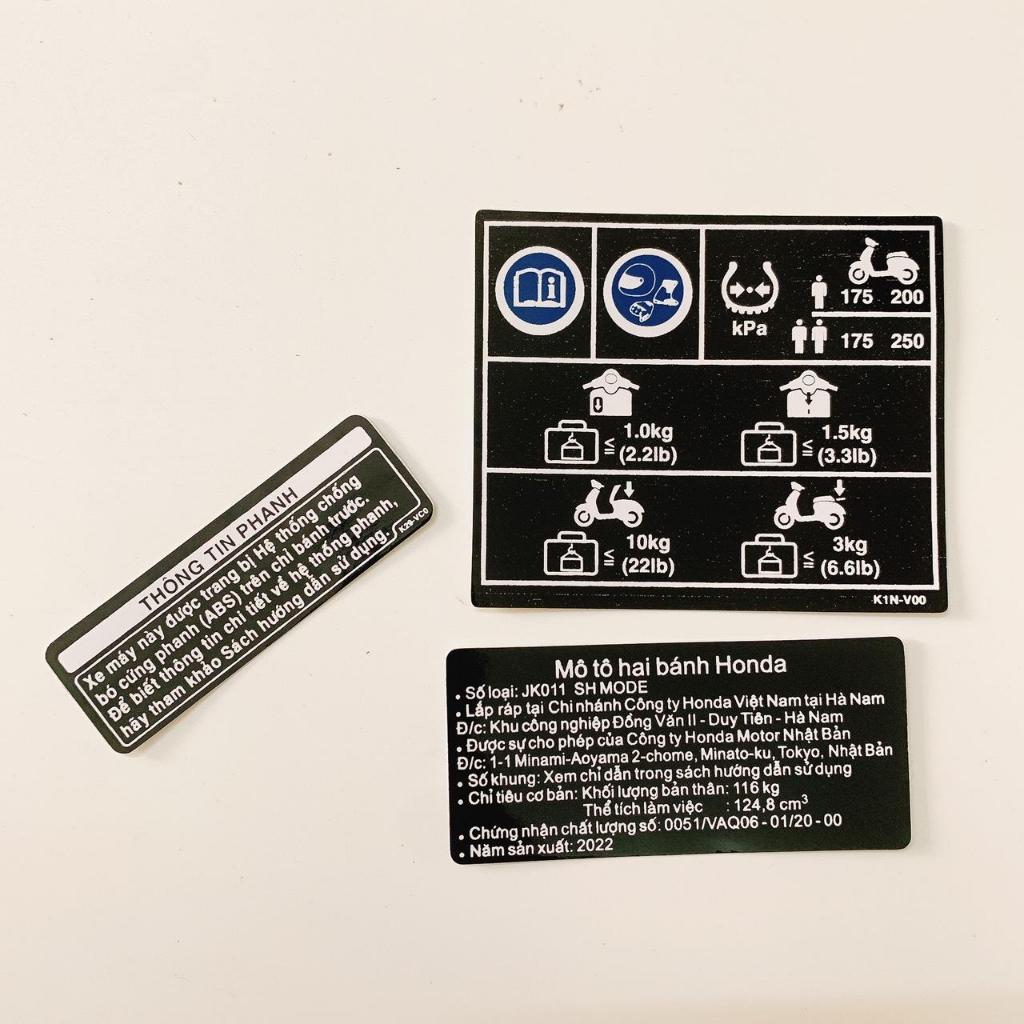 kPa
175 200
175 250
≤ 1.0kg
(2.2lb)
≤ 1.5kg
(3.3lb)
≤ 10kg
(22lb)
≤ 3kg
(6.6lb)
K1N-V00
THÔNG TIN PHANH
Xe máy này được trang bị Hệ thống chống
bó cứng phanh (ABS) trên chỉ bánh trước.
Để biết thông tin chi tiết về hệ thống phanh,
hãy tham khảo Sách hướng dẫn sử dụng.
K29-VC0
Mô tô hai bánh Honda
• Số loại: JK011 SH MODE
• Lắp ráp tại Chi nhánh Công ty Honda Việt Nam tại Hà Nam
Đ/c: Khu công nghiệp Đồng Văn II - Duy Tiên - Hà Nam
• Được sự cho phép của Công ty Honda Motor Nhật Bản
Đ/c: 1-1 Minami-Aoyama 2-chome, Minato-ku, Tokyo, Nhật Bản
• Số khung: Xem chỉ dẫn trong sách hướng dẫn sử dụng
• Chỉ tiêu cơ bản: Khối lượng bản thân: 116 kg
Thể tích làm việc : 124,8 cm³
• Chứng nhận chất lượng số: 0051/VAQ06 - 01/20 - 00
• Năm sản xuất: 2022